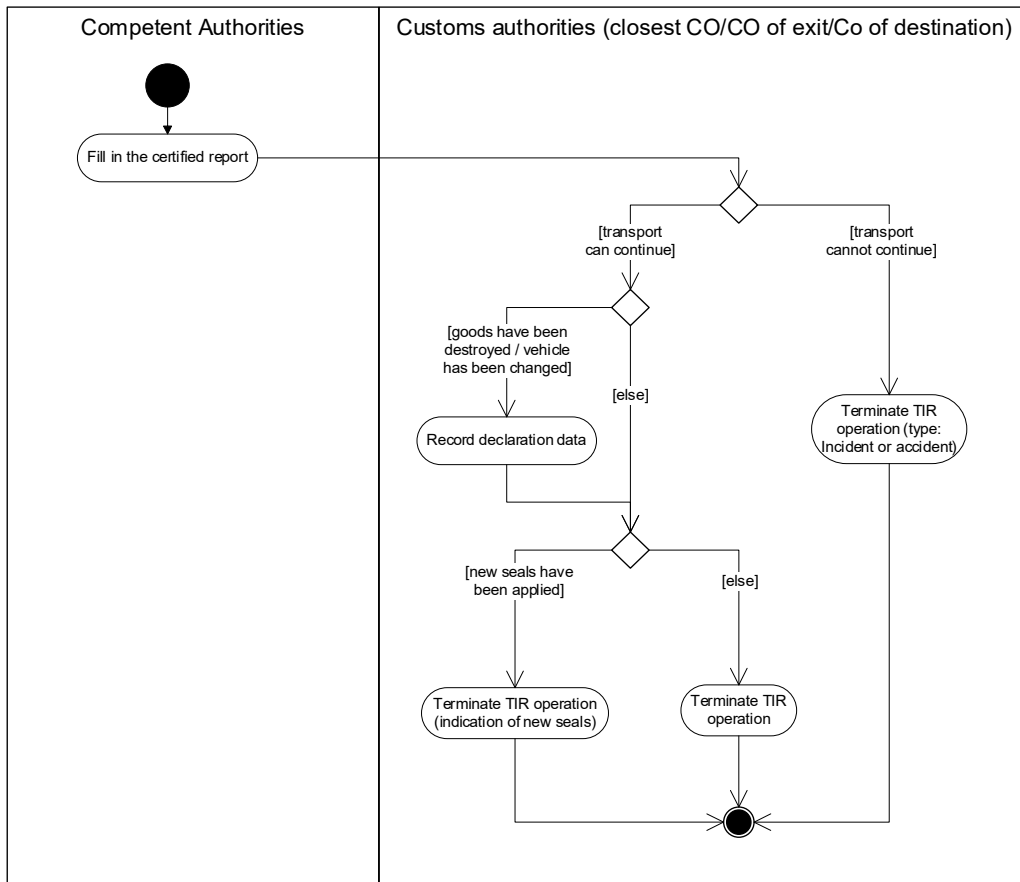 Competent Authorities
Customs authorities (closest CO/CO of exit/Co of destination)
Fill in the certified report
[transport
can continue]
[transport
cannot continue]
[goods have been
destroyed / vehicle
has been changed]
[else]
Terminate TIR
operation (type:
Incident or accident)
Record declaration data
[new seals have
been applied]
[else]
Terminate TIR operation
(indication of new seals)
Terminate TIR
operation